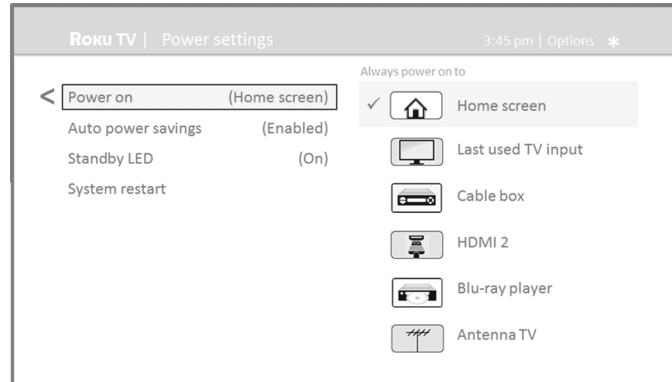 ROKU TV | Power settings
3:45 pm | Options ✱
Always power on to
< Power on (Home screen)
Auto power savings (Enabled)
Standby LED (On)
System restart
✓ Home screen
Last used TV input
Cable box
HDMI 2
Blu-ray player
Antenna TV